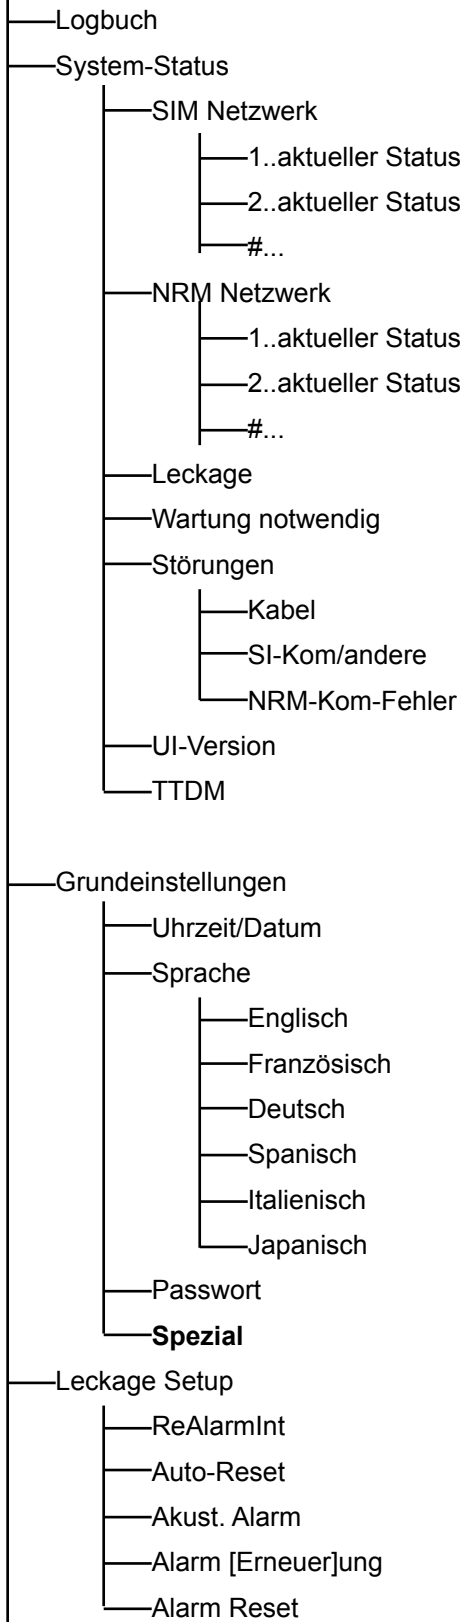 Logbuch
System-Status
SIM Netzwerk
1..aktueller Status
2..aktueller Status
#...
NRM Netzwerk
1..aktueller Status
2..aktueller Status
#...
Leckage
Wartung notwendig
Störungen
Kabel
SI-Kom/andere
NRM-Kom-Fehler
UI-Version
TTDM
Grundeinstellungen
Uhrzeit/Datum
Sprache
Englisch
Französisch
Deutsch
Spanisch
Italienisch
Japanisch
Passwort
Spezial
Leckage Setup
ReAlarmInt
Auto-Reset
Akust. Alarm
Alarm [Erneuer]ung
Alarm Reset